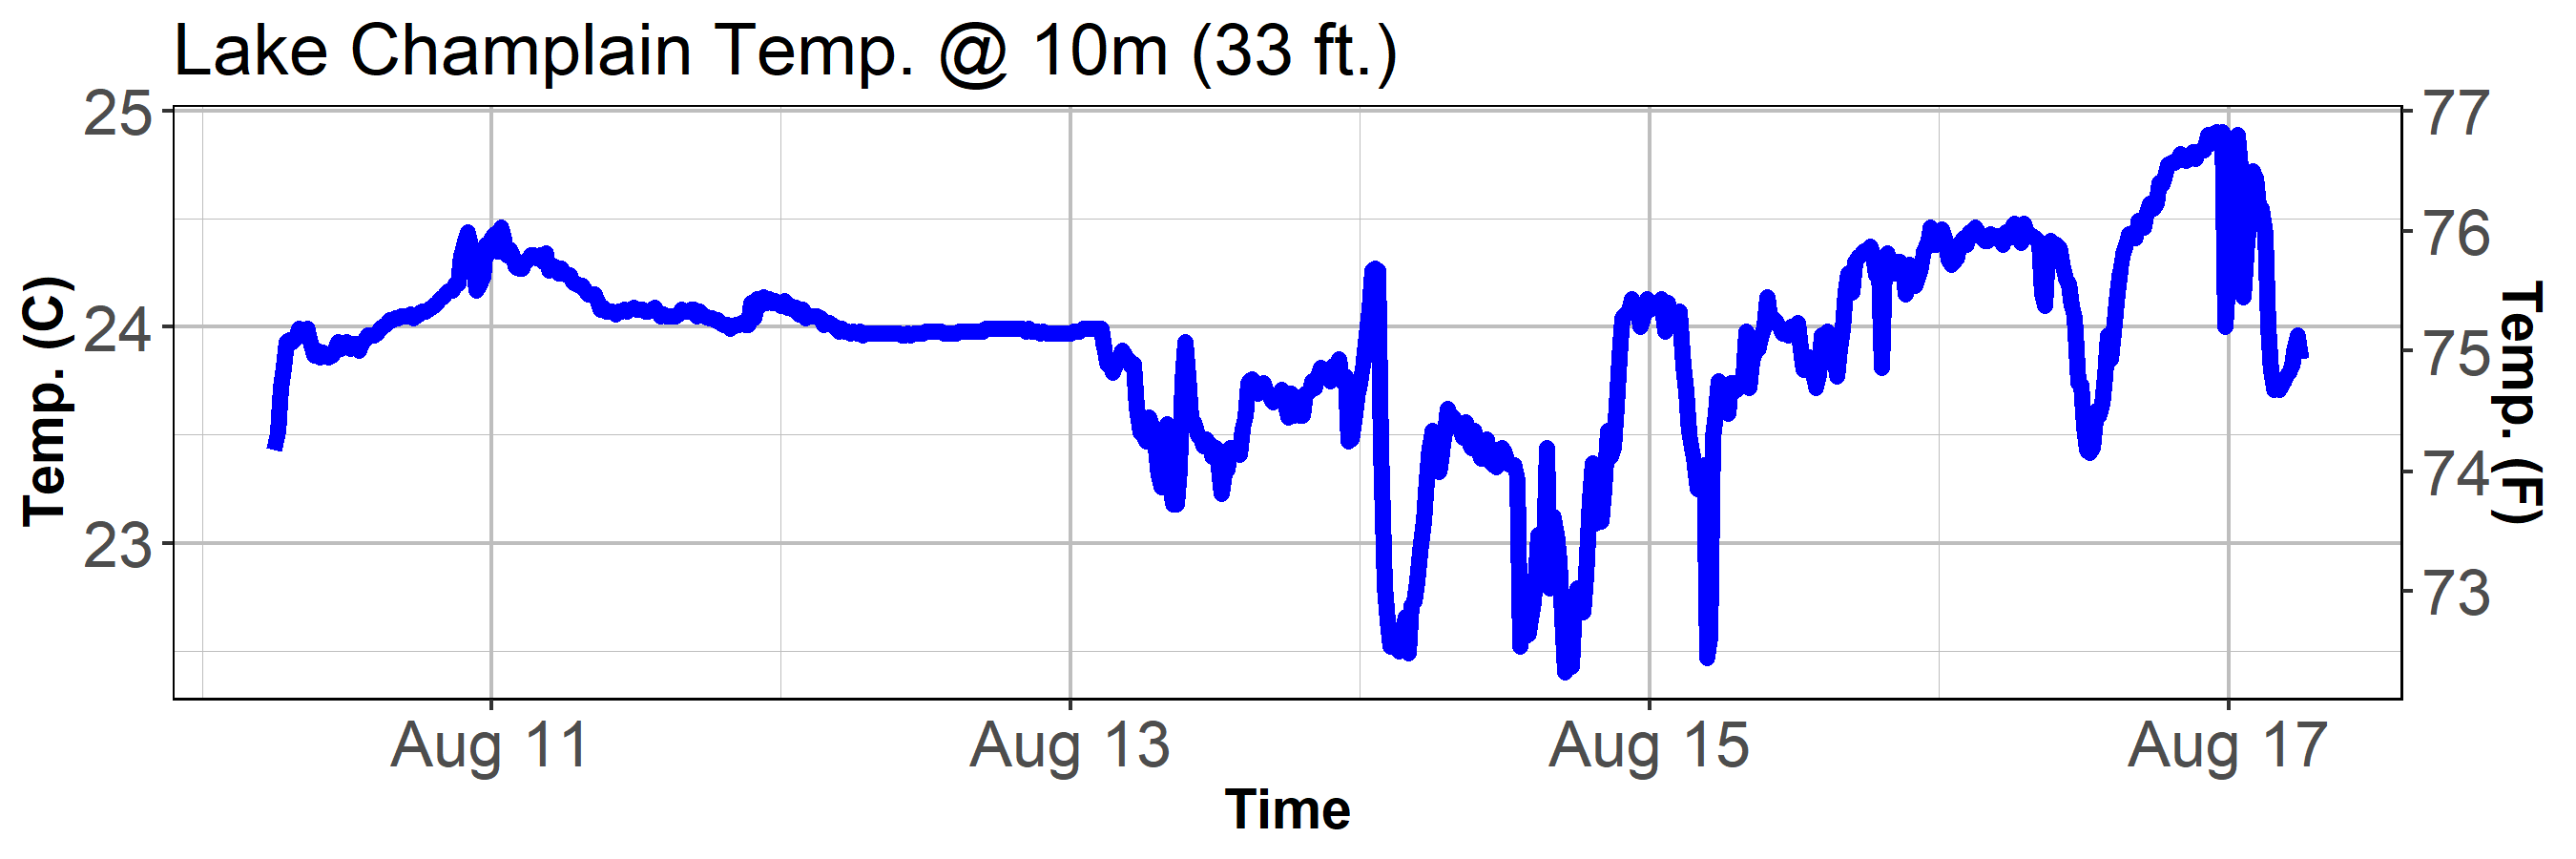 Lake Champlain Temp. @ 10m (33 ft.)
25
24
23
Temp. (C)
77
76
75
74
73
Temp. (F)
Aug 11 Aug 13 Aug 15 Aug 17
Time